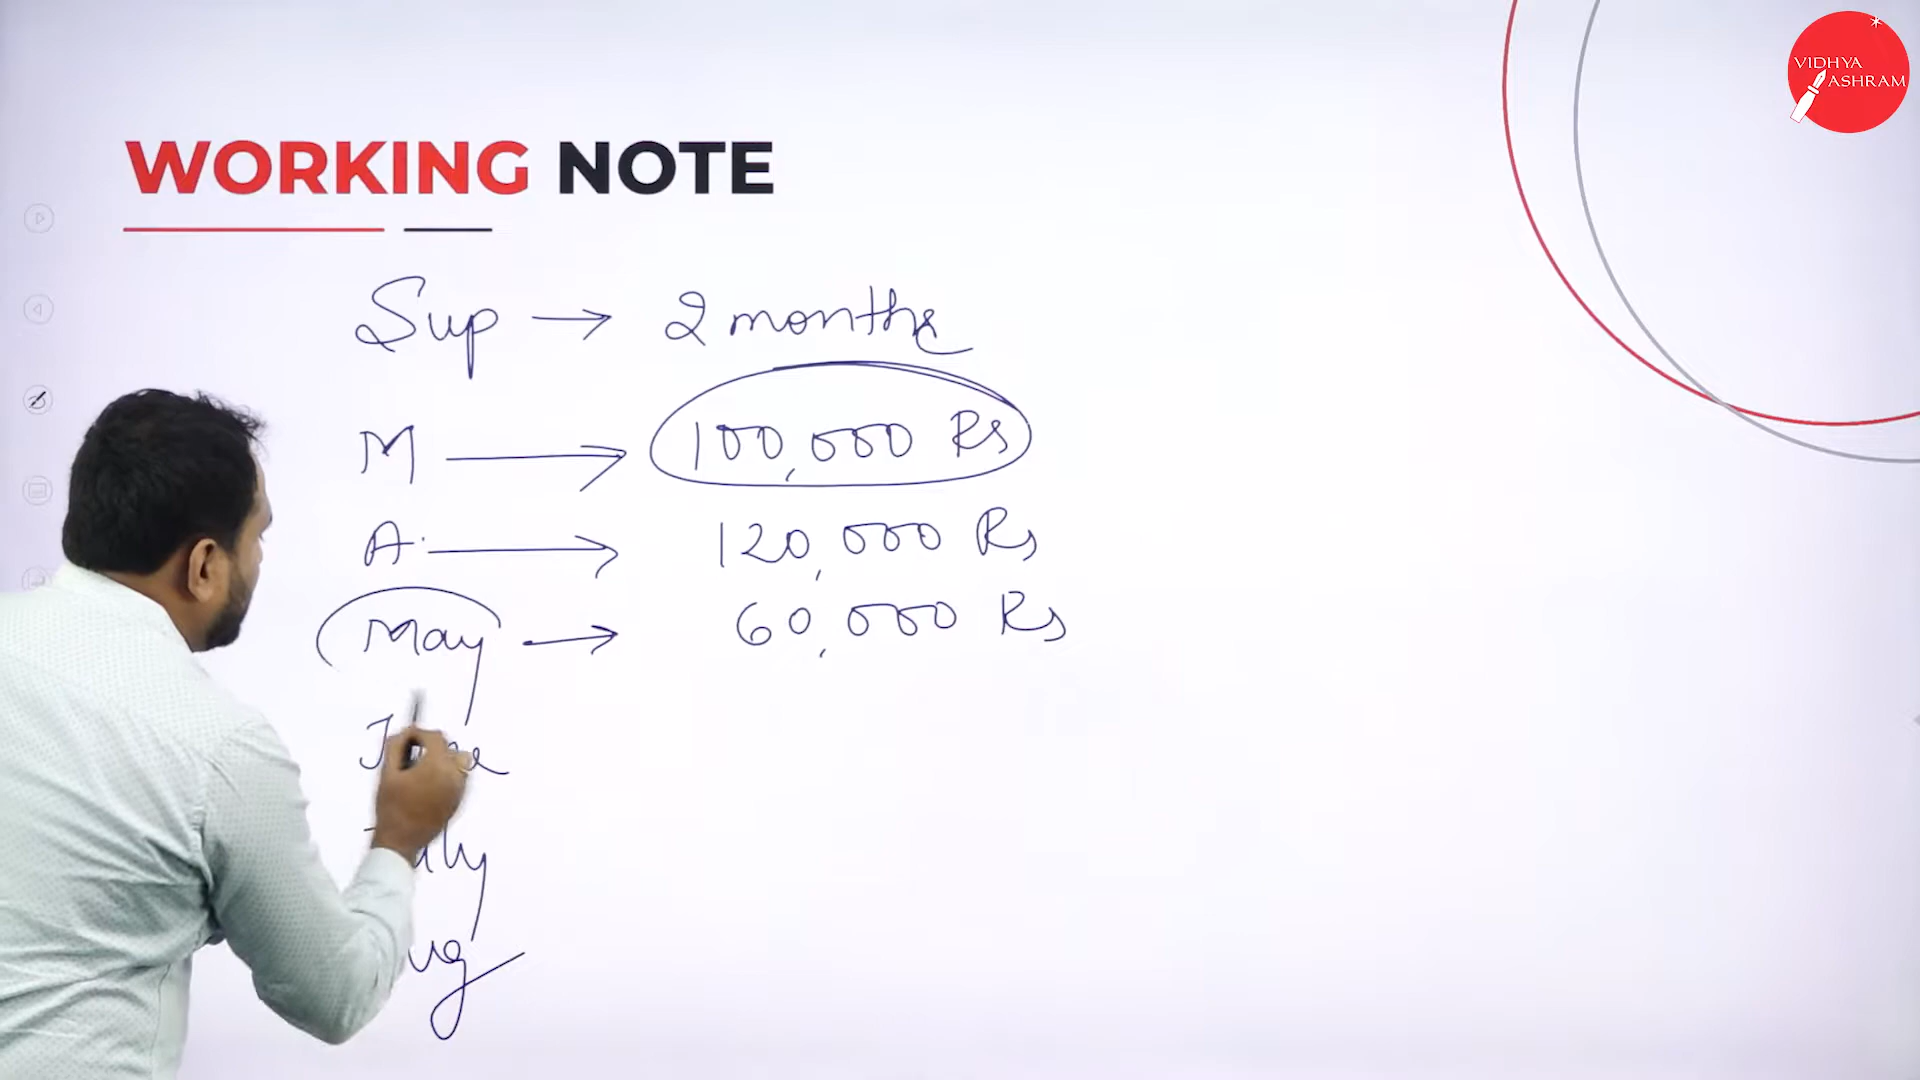 VIDHYA
ASHRAM
WORKING NOTE
Sup → 2 months
M → 100,000 Rs
A. → 120,000 Rs
May → 60,000 Rs